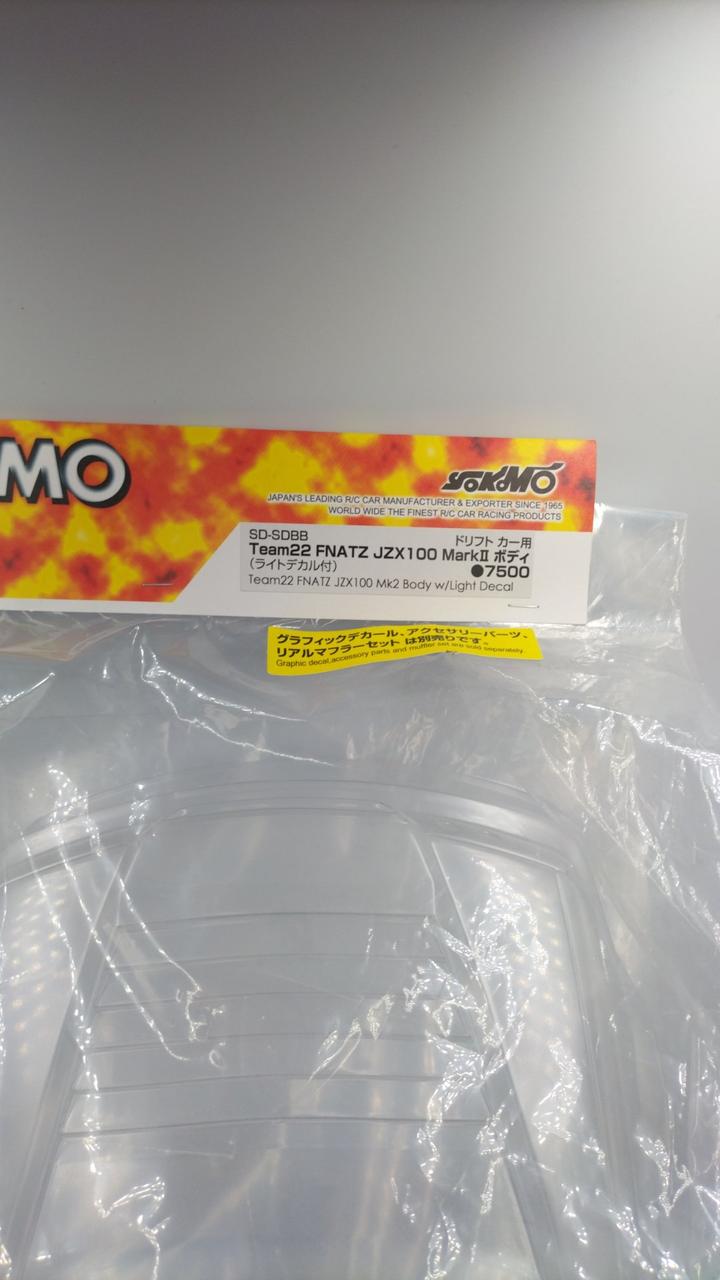 MO
YOKOMO
JAPAN'S LEADING R/C CAR MANUFACTURER & EXPORTER SINCE 1965
WORLD WIDE THE FINEST R/C CAR RACING PRODUCTS
SD-SDBB ドリフト カー用
Team22 FNATZ JZX100 MarkⅡ ボディ
(ライトデカル付) ●7500
Team22 FNATZ JZX100 Mk2 Body w/Light Decal
グラフィックデカール、アクセサリーパーツ、
リアルマフラーセット は別売りです。
Graphic decal,accessory parts and muffler set are sold separately.